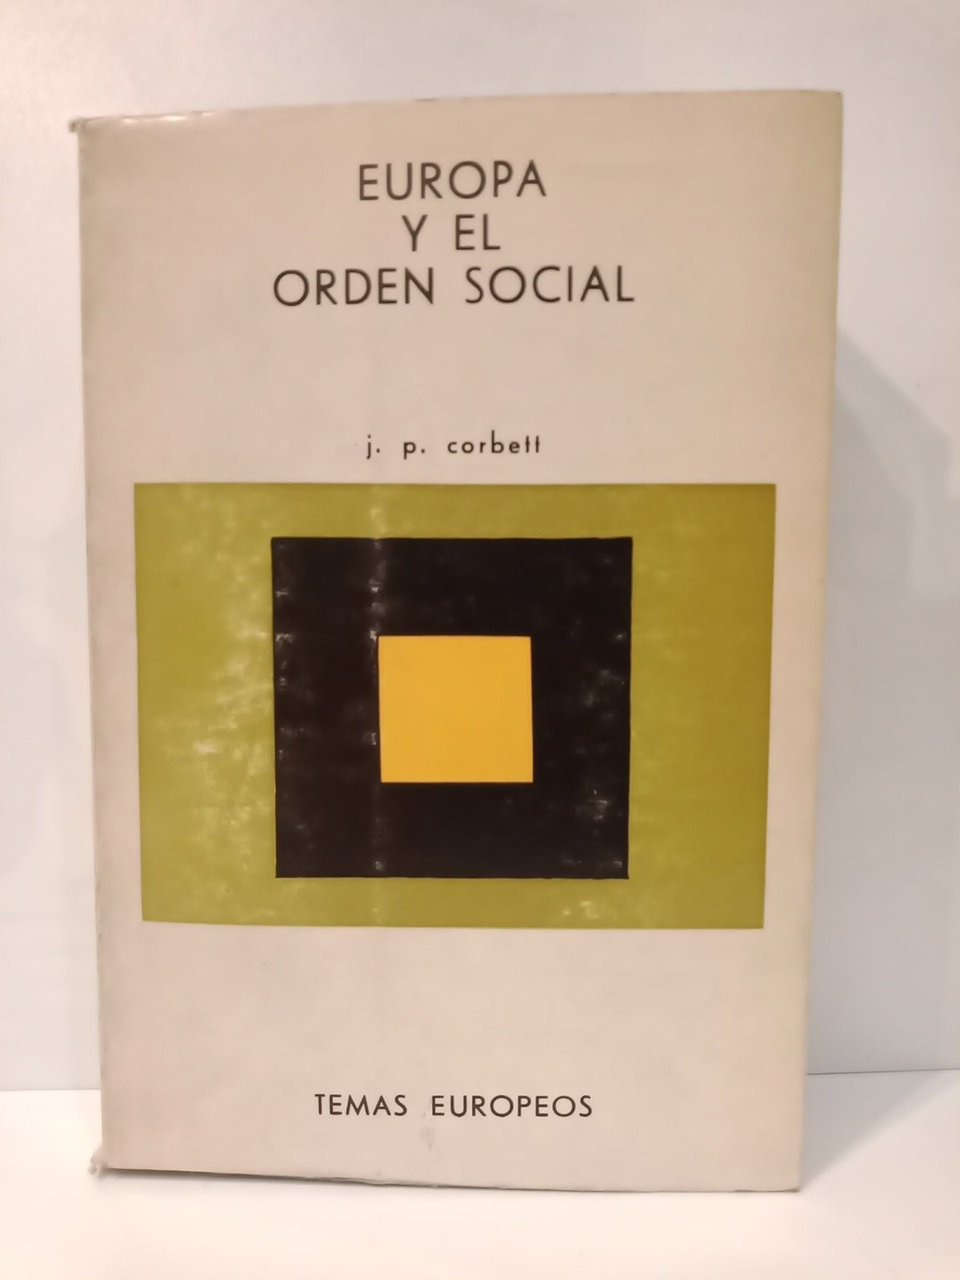 EUROPA
Y EL
ORDEN SOCIAL
j. p. corbett
TEMAS EUROPEOS